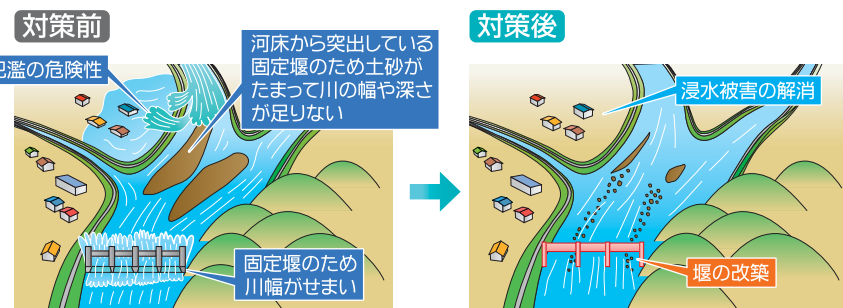 対策前
氾濫の危険性
河床から突出している
固定堰のため土砂が
たまって川の幅や深さ
が足りない
固定堰のため
川幅がせまい
対策後
浸水被害の解消
堰の改築